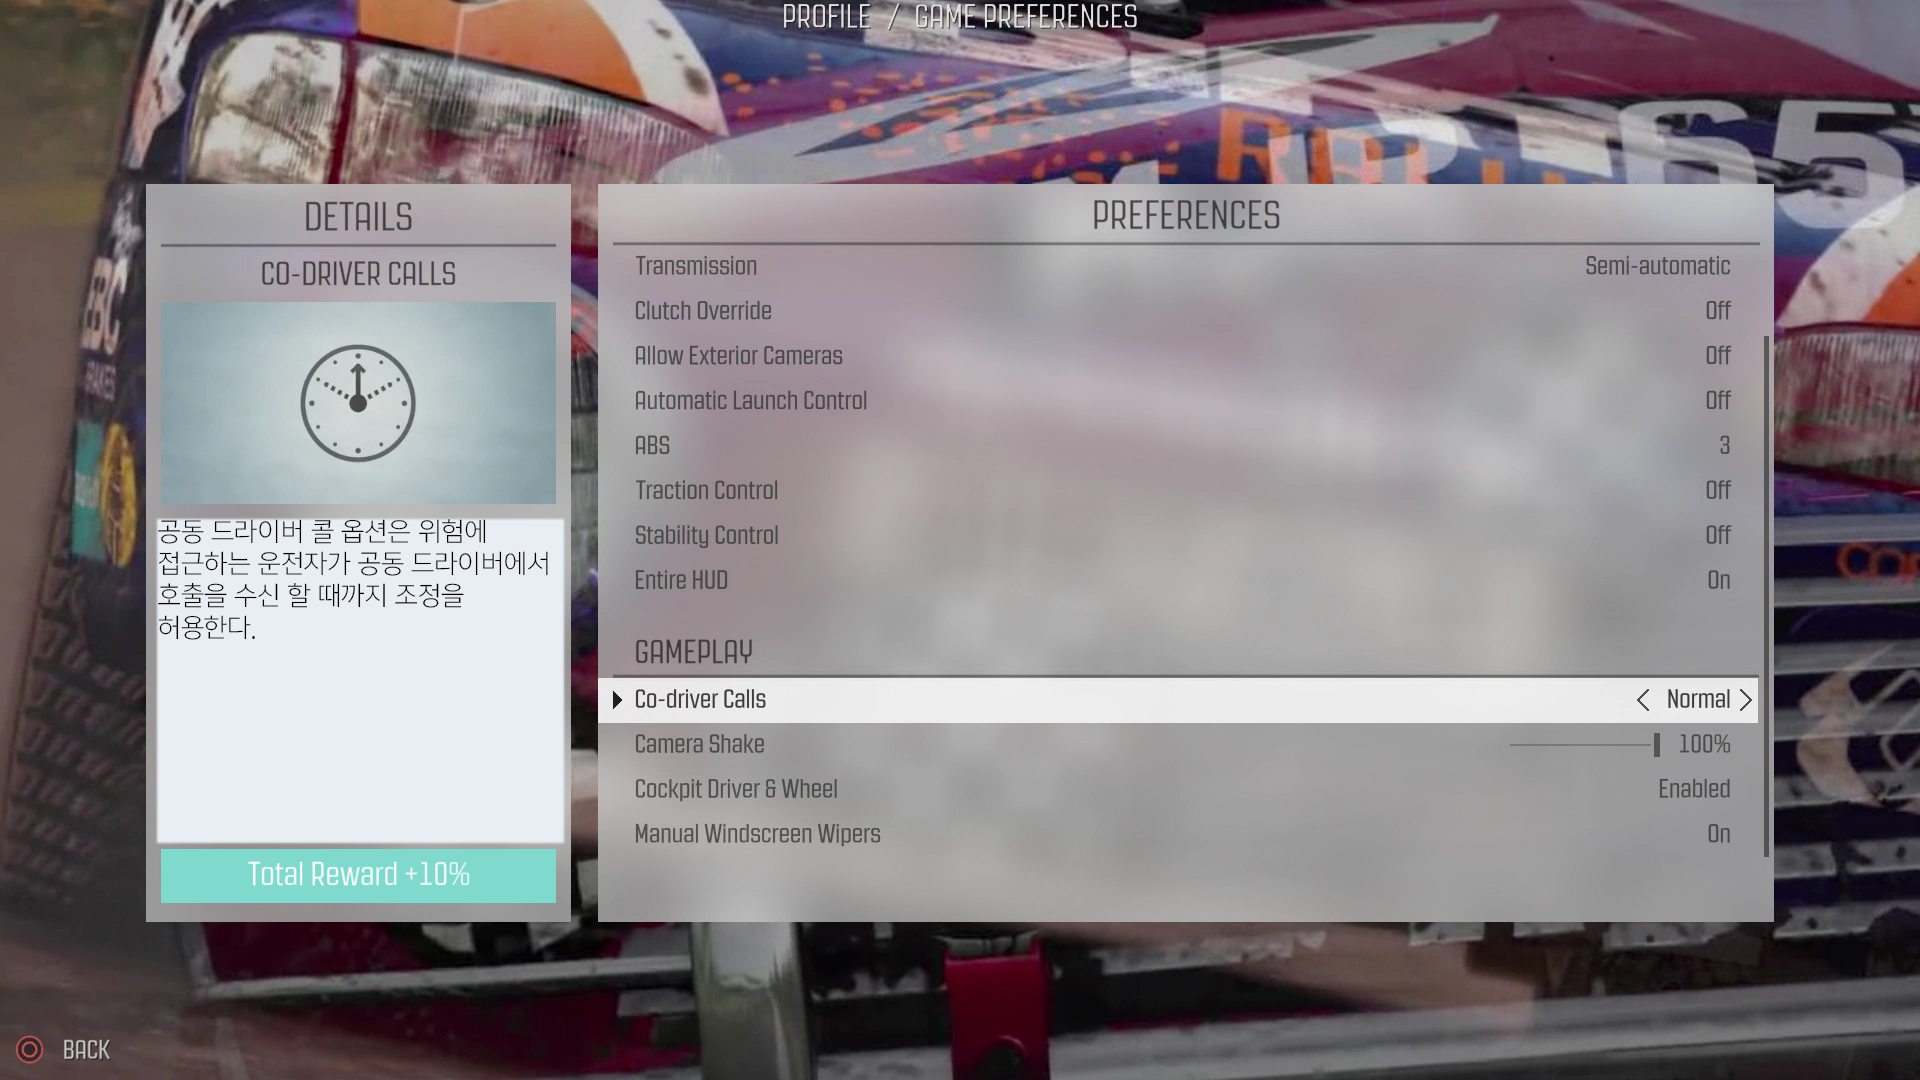 PROFILE / GAME PREFERENCES
DETAILS
CO-DRIVER CALLS
공동 드라이버 콜 옵션은 위험에
접근하는 운전자가 공동 드라이버에서
호출을 수신 할 때까지 조정을
허용한다.
Total Reward +10%
PREFERENCES
Transmission Semi-automatic
Clutch Override Off
Allow Exterior Cameras Off
Automatic Launch Control Off
ABS 3
Traction Control Off
Stability Control Off
Entire HUD On
GAMEPLAY
Co-driver Calls < Normal >
Camera Shake 100%
Cockpit Driver & Wheel Enabled
Manual Windscreen Wipers On
BACK
65
EBC